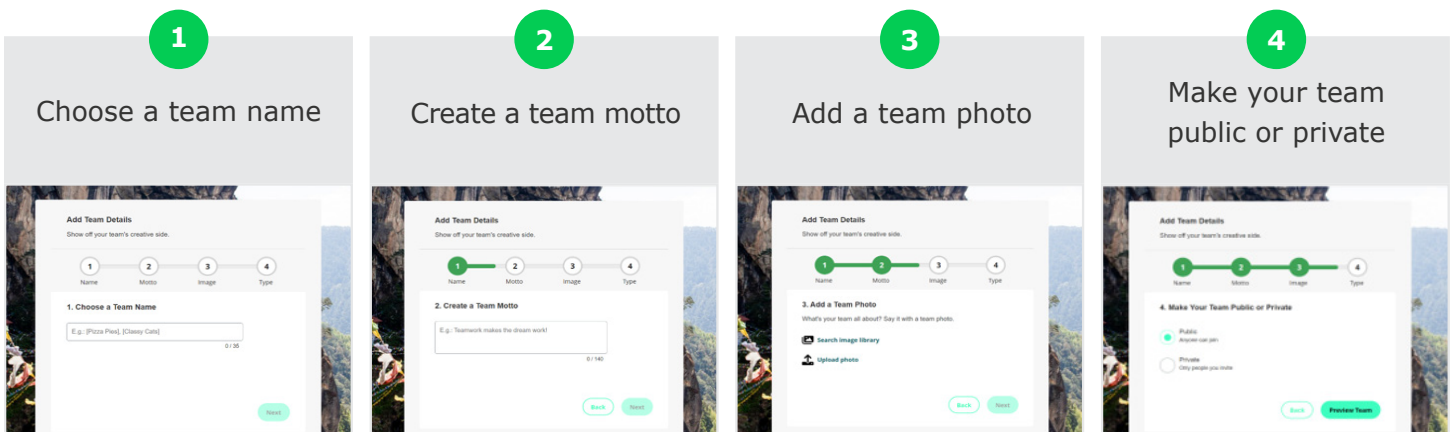 1
Choose a team name
Add Team Details
Show off your team's creative side.
1 2 3 4
Name Motto Image Type
1. Choose a Team Name
E.g.: [Pizza Pies], [Classy Cats]
0 / 35
Next
2
Create a team motto
Add Team Details
Show off your team's creative side.
1 2 3 4
Name Motto Image Type
2. Create a Team Motto
E.g.: Teamwork makes the dream work!
0 / 140
Back Next
3
Add a team photo
Add Team Details
Show off your team's creative side.
1 2 3 4
Name Motto Image Type
3. Add a Team Photo
What's your team all about? Say it with a team photo.
Search image library
Upload photo
Back Next
4
Make your team
public or private
Add Team Details
Show off your team's creative side.
1 2 3 4
Name Motto Image Type
4. Make Your Team Public or Private
Public
Anyone can join
Private
Only people you invite
Back Preview Team